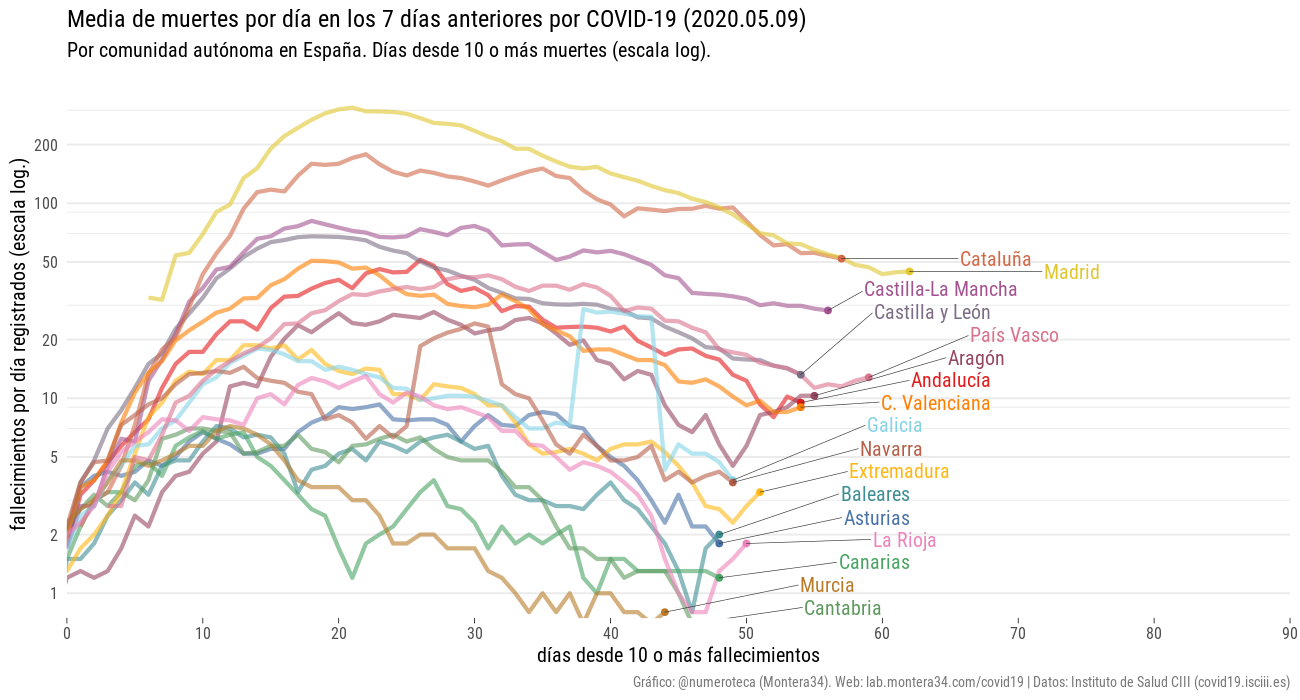 Media de muertes por día en los 7 días anteriores por COVID-19 (2020.05.09)
Por comunidad autónoma en España. Días desde 10 o más muertes (escala log).
fallecimientos por día registrados (escala log.)
200
100
50
20
10
5
2
1
Cataluña
Madrid
Castilla-La Mancha
Castilla y León
País Vasco
Aragón
Andalucía
C. Valenciana
Galicia
Navarra
Extremadura
Baleares
Asturias
La Rioja
Canarias
Murcia
Cantabria
0 10 20 30 40 50 60 70 80 90
días desde 10 o más fallecimientos
Gráfico: @numeroteca (Montera34). Web: lab.montera34.com/covid19 | Datos: Instituto de Salud CIII (covid19.isciii.es)